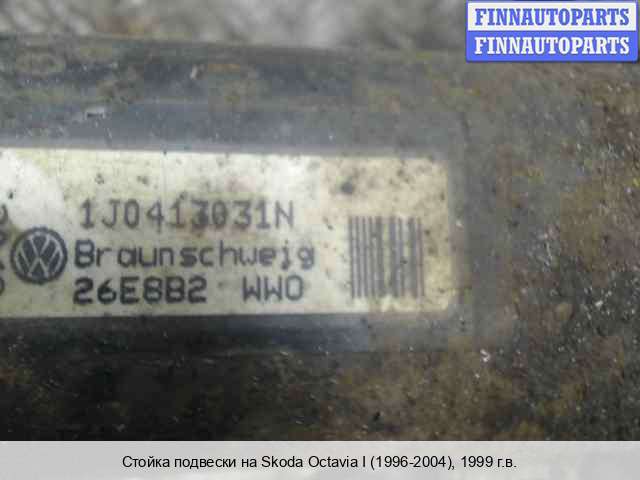 FINNAUTOPARTS
FINNAUTOPARTS
1J0413031N
Braunschweig
26E8B2 WWO
Стойка подвески на Skoda Octavia I (1996-2004), 1999 г.в.